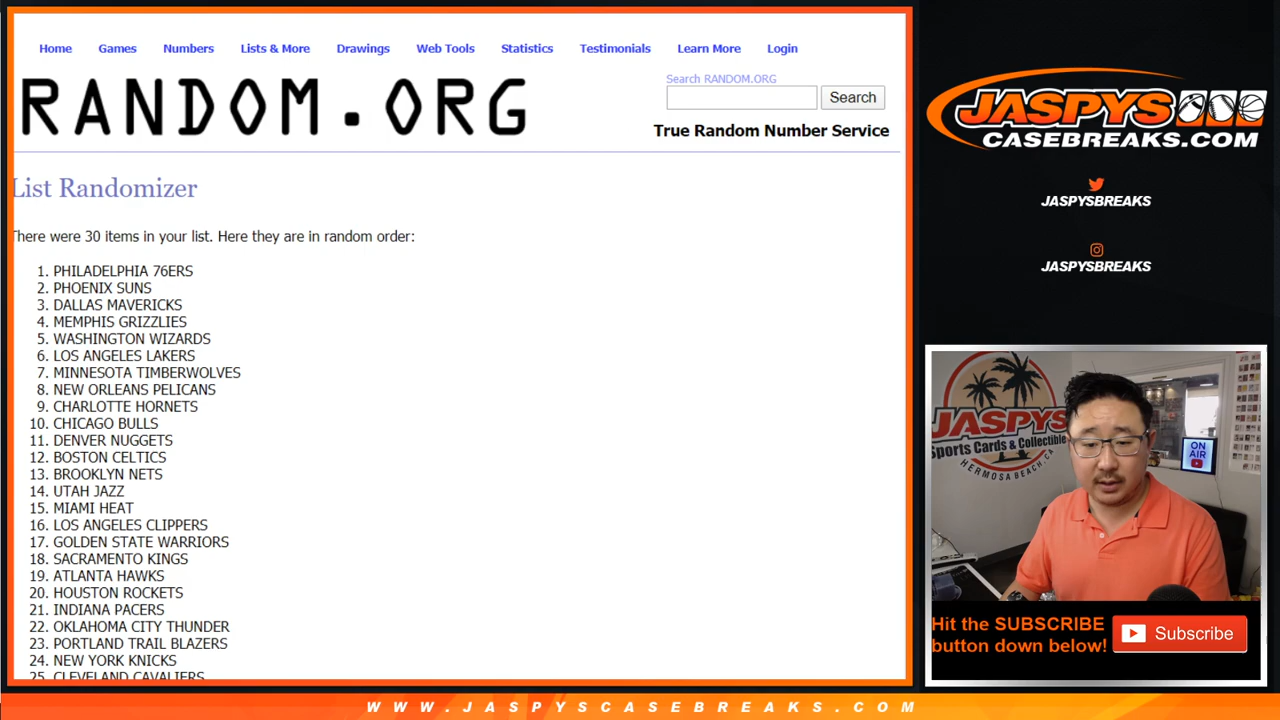 Home Games Numbers Lists & More Drawings Web Tools Statistics Testimonials Learn More Login
RANDOM.ORG
Search RANDOM.ORG
Search
True Random Number Service
List Randomizer
There were 30 items in your list. Here they are in random order:
1. PHILADELPHIA 76ERS
2. PHOENIX SUNS
3. DALLAS MAVERICKS
4. MEMPHIS GRIZZLIES
5. WASHINGTON WIZARDS
6. LOS ANGELES LAKERS
7. MINNESOTA TIMBERWOLVES
8. NEW ORLEANS PELICANS
9. CHARLOTTE HORNETS
10. CHICAGO BULLS
11. DENVER NUGGETS
12. BOSTON CELTICS
13. BROOKLYN NETS
14. UTAH JAZZ
15. MIAMI HEAT
16. LOS ANGELES CLIPPERS
17. GOLDEN STATE WARRIORS
18. SACRAMENTO KINGS
19. ATLANTA HAWKS
20. HOUSTON ROCKETS
21. INDIANA PACERS
22. OKLAHOMA CITY THUNDER
23. PORTLAND TRAIL BLAZERS
24. NEW YORK KNICKS
25. CLEVELAND CAVALIERS
JASPYS
CASEBREAKS.COM
JASPYSBREAKS
JASPYSBREAKS
JASPYS
Sports Cards & Collectible
HERMOSA BEACH, CA
ON
AIR
Hit the SUBSCRIBE
button down below!
Subscribe
WWW.JASPYSCASEBREAKS.COM